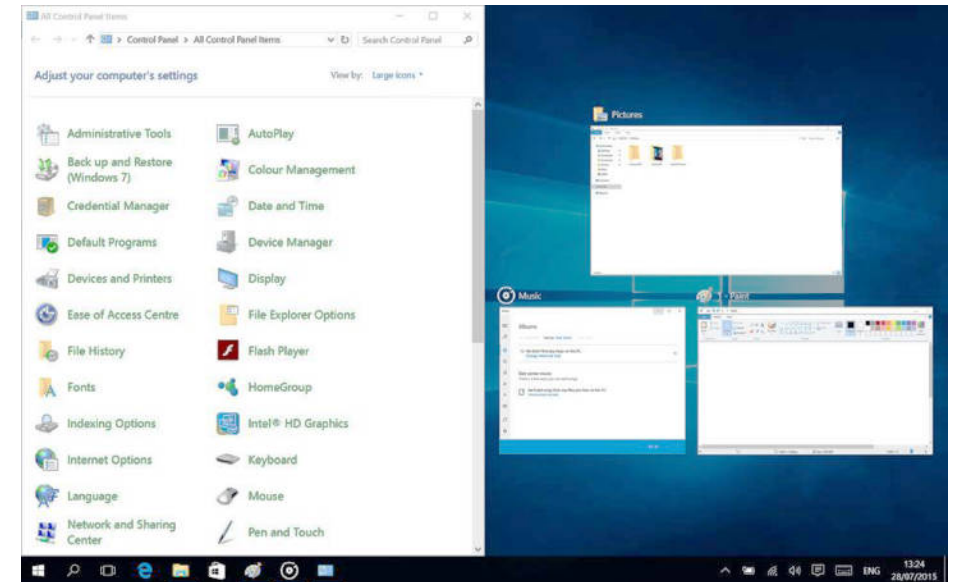 All Control Panel Items
Control Panel > All Control Panel Items
Search Control Panel
Adjust your computer's settings
View by: Large icons
Administrative Tools
AutoPlay
Back up and Restore
(Windows 7)
Colour Management
Credential Manager
Date and Time
Default Programs
Device Manager
Devices and Printers
Display
Ease of Access Centre
File Explorer Options
File History
Flash Player
Fonts
HomeGroup
Indexing Options
Intel® HD Graphics
Internet Options
Keyboard
Language
Mouse
Network and Sharing
Center
Pen and Touch
Pictures
Music
Paint
Albums
ENG
13:24
28/07/2015